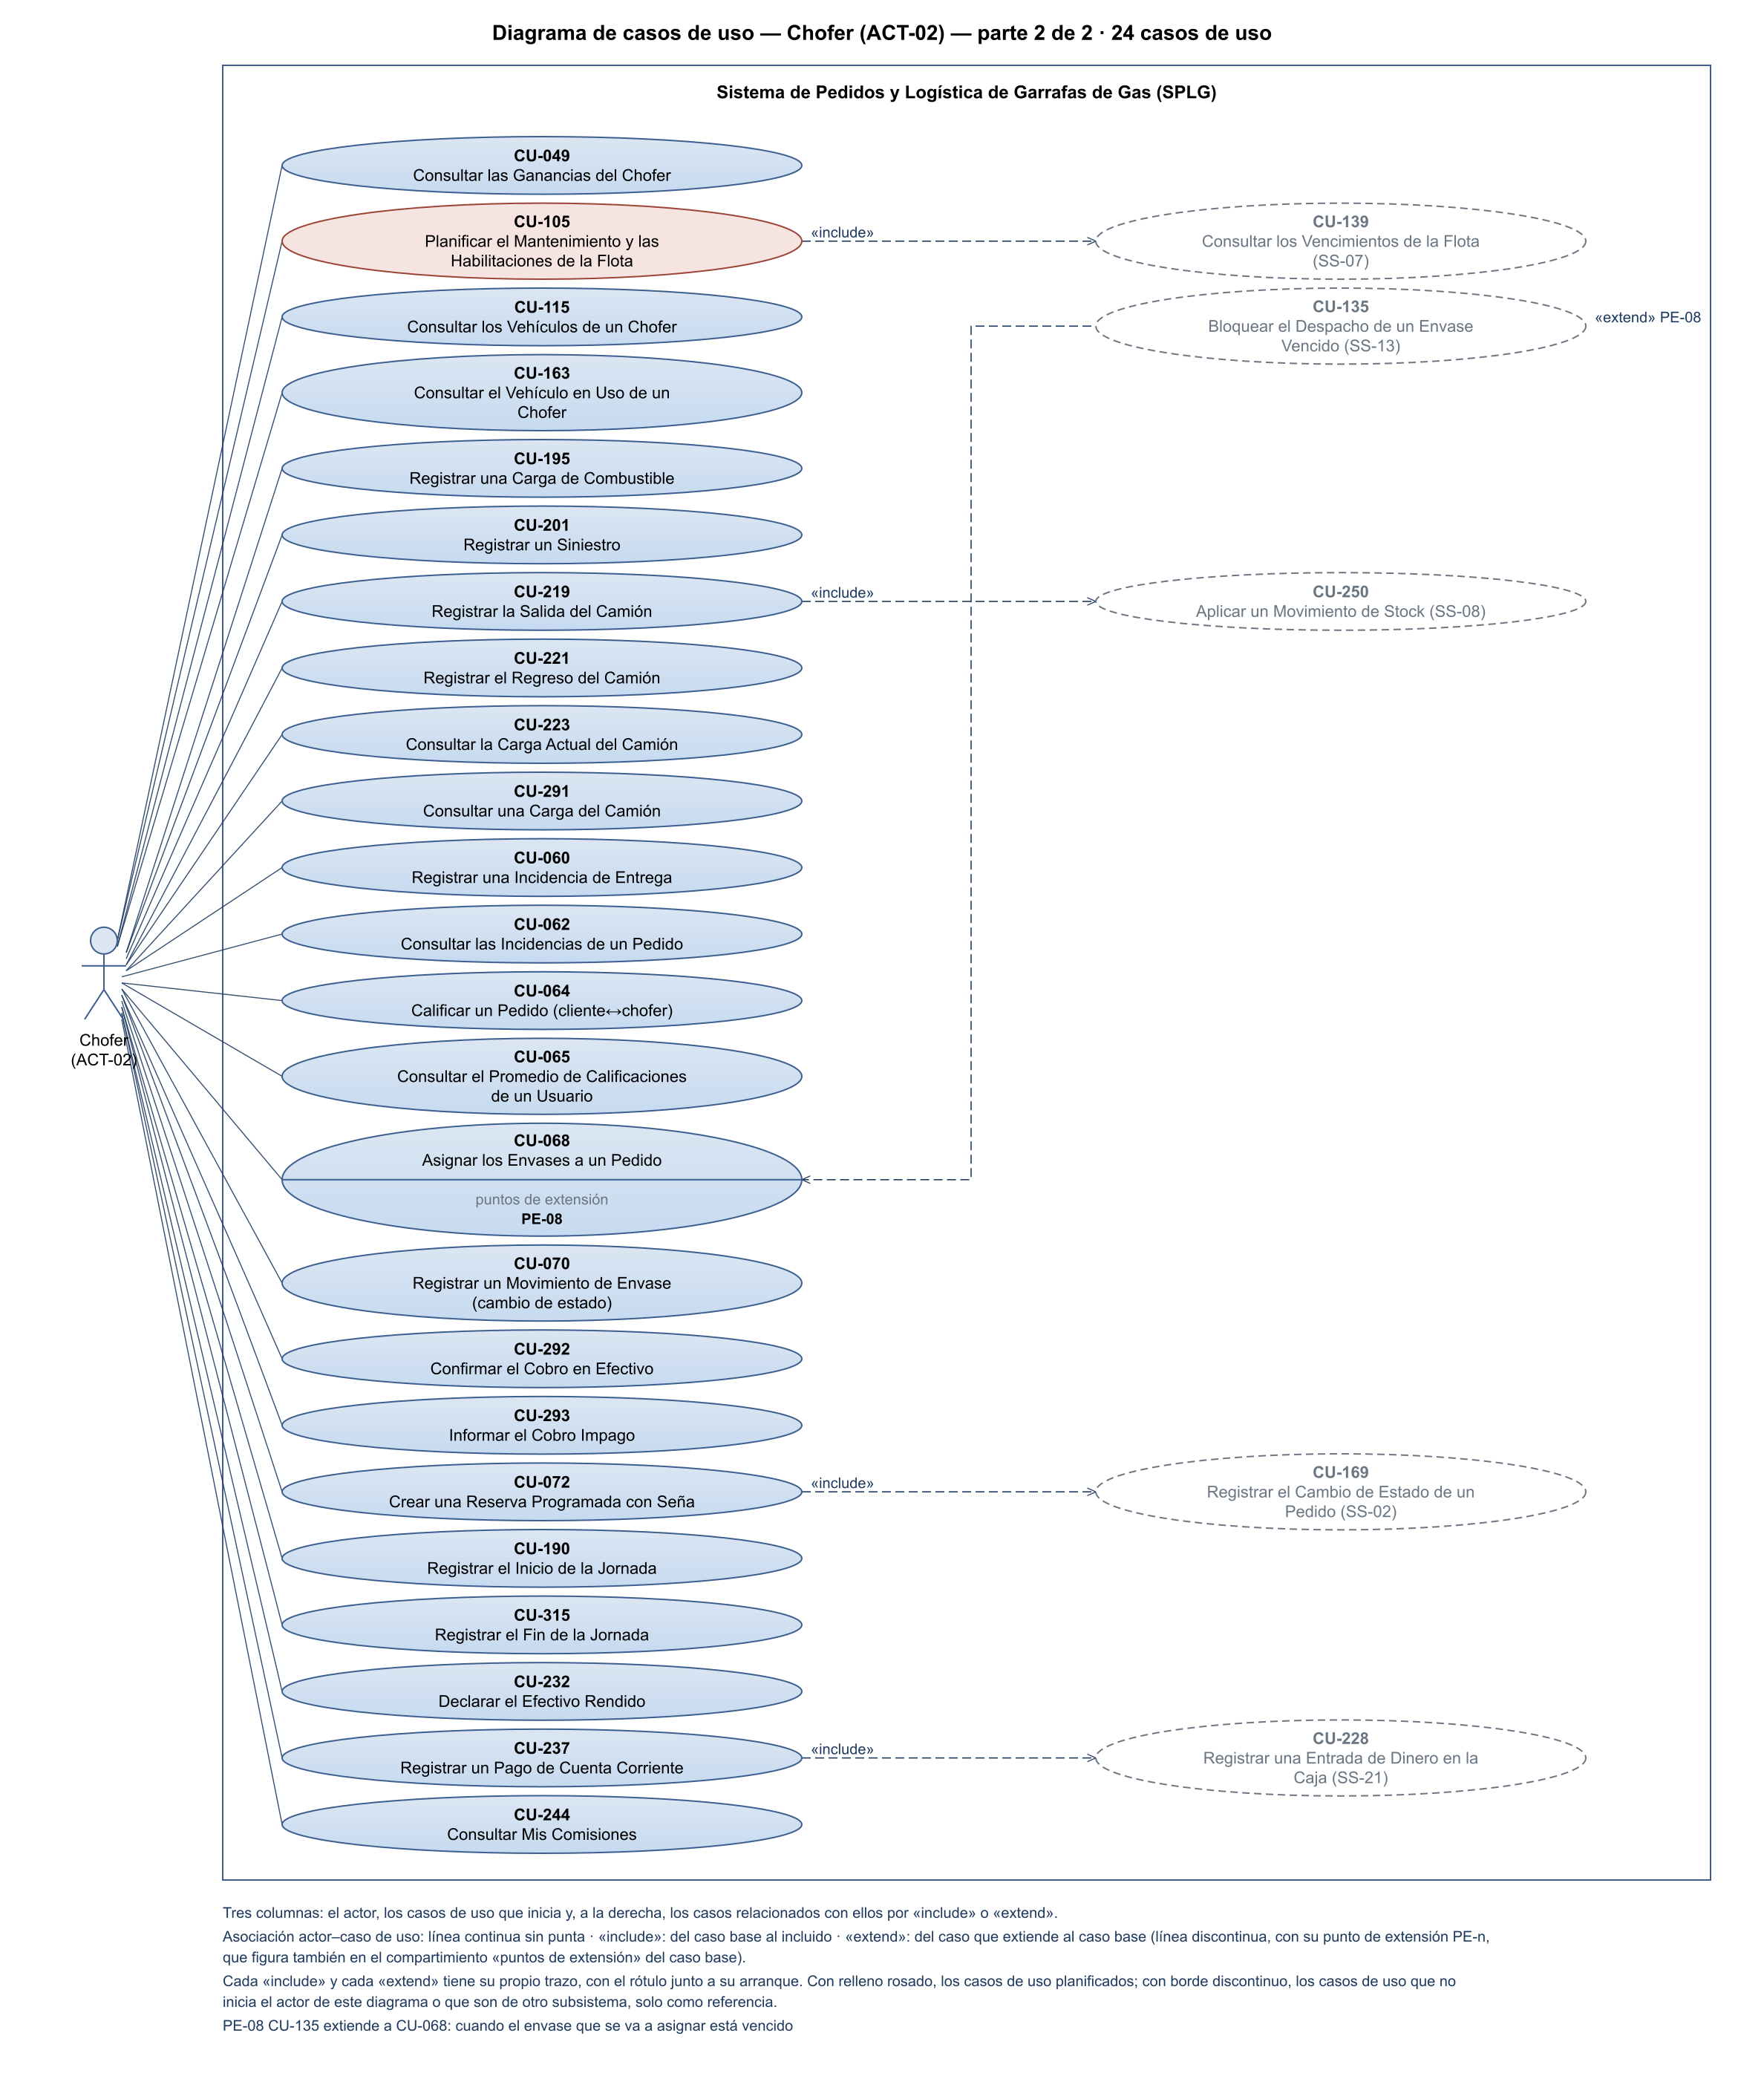 Diagrama de casos de uso — Chofer (ACT-02) — parte 2 de 2 · 24 casos de uso
Sistema de Pedidos y Logística de Garrafas de Gas (SPLG)
CU-049
Consultar las Ganancias del Chofer
CU-105
Planificar el Mantenimiento y las
Habilitaciones de la Flota
«include»
CU-139
Consultar los Vencimientos de la Flota
(SS-07)
CU-115
Consultar los Vehículos de un Chofer
CU-135
Bloquear el Despacho de un Envase
Vencido (SS-13)
«extend» PE-08
CU-163
Consultar el Vehículo en Uso de un
Chofer
CU-195
Registrar una Carga de Combustible
CU-201
Registrar un Siniestro
CU-219
Registrar la Salida del Camión
«include»
CU-250
Aplicar un Movimiento de Stock (SS-08)
CU-221
Registrar el Regreso del Camión
CU-223
Consultar la Carga Actual del Camión
CU-291
Consultar una Carga del Camión
CU-060
Registrar una Incidencia de Entrega
CU-062
Consultar las Incidencias de un Pedido
CU-064
Calificar un Pedido (cliente↔chofer)
Chofer
(ACT-02)
CU-065
Consultar el Promedio de Calificaciones
de un Usuario
CU-068
Asignar los Envases a un Pedido
puntos de extensión
PE-08
CU-070
Registrar un Movimiento de Envase
(cambio de estado)
CU-292
Confirmar el Cobro en Efectivo
CU-293
Informar el Cobro Impago
CU-072
Crear una Reserva Programada con Seña
«include»
CU-169
Registrar el Cambio de Estado de un
Pedido (SS-02)
CU-190
Registrar el Inicio de la Jornada
CU-315
Registrar el Fin de la Jornada
CU-232
Declarar el Efectivo Rendido
CU-237
Registrar un Pago de Cuenta Corriente
«include»
CU-228
Registrar una Entrada de Dinero en la
Caja (SS-21)
CU-244
Consultar Mis Comisiones
Tres columnas: el actor, los casos de uso que inicia y, a la derecha, los casos relacionados con ellos por «include» o «extend».
Asociación actor–caso de uso: línea continua sin punta · «include»: del caso base al incluido · «extend»: del caso que extiende al caso base (línea discontinua, con su punto de extensión PE-n,
que figura también en el compartimiento «puntos de extensión» del caso base).
Cada «include» y cada «extend» tiene su propio trazo, con el rótulo junto a su arranque. Con relleno rosado, los casos de uso planificados; con borde discontinuo, los casos de uso que no
inicia el actor de este diagrama o que son de otro subsistema, solo como referencia.
PE-08 CU-135 extiende a CU-068: cuando el envase que se va a asignar está vencido